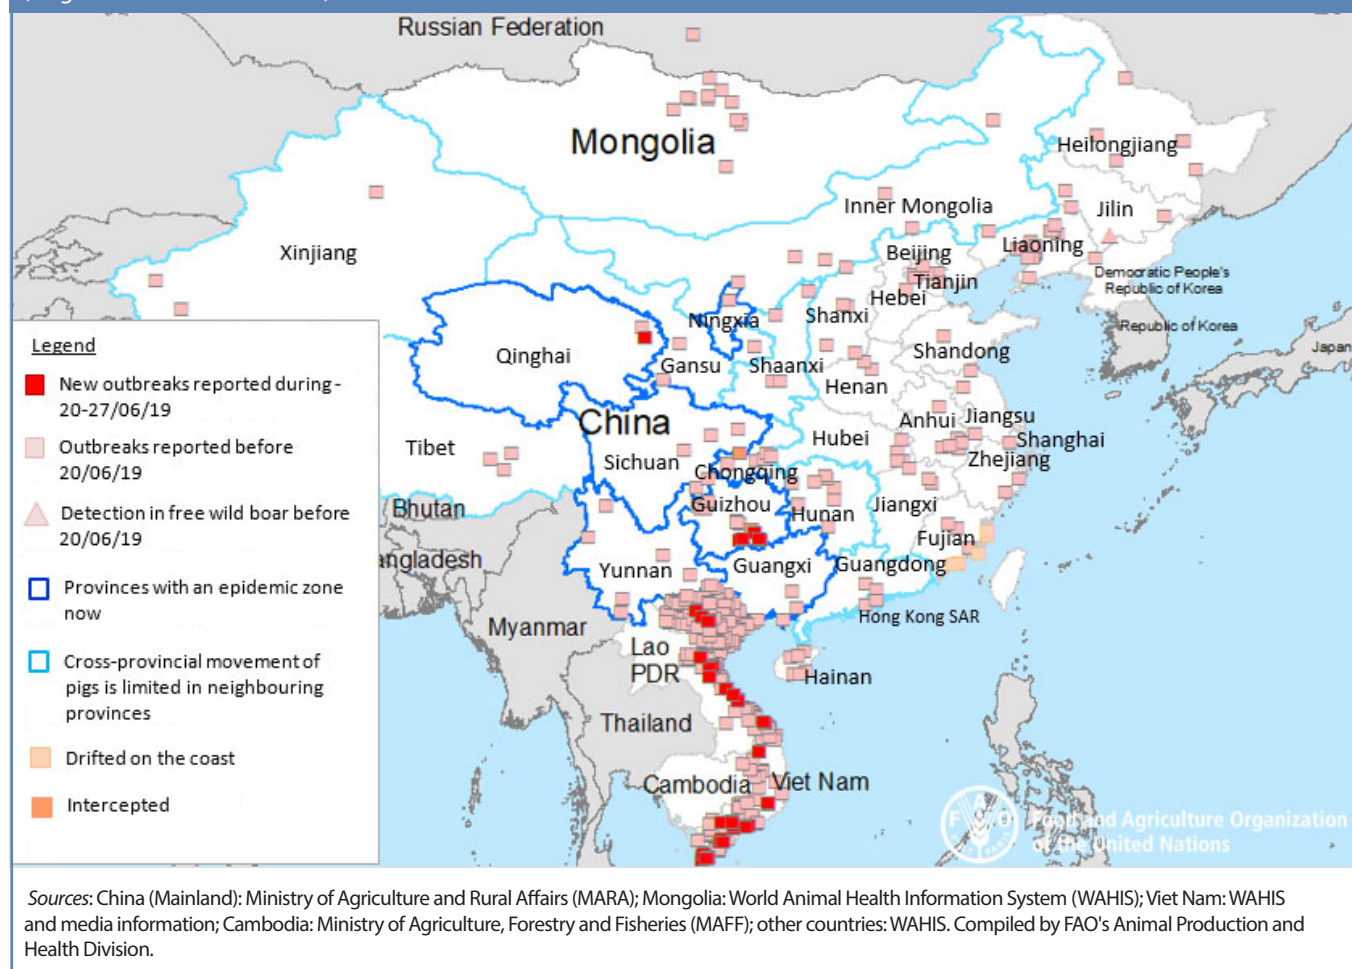 Russian Federation
Mongolia
Heilongjiang
Inner Mongolia
Jilin
Xinjiang
Beijing
Liaoning
Tianjin
Democratic People's
Republic of Korea
Hebei
Ningxia
Shanxi
Republic of Korea
Japan
Qinghai
Gansu
Shaanxi
Shandong
Henan
China
Anhui
Jiangsu
Tibet
Hubei
Shanghai
Sichuan
Zhejiang
Chongqing
Bhutan
Guizhou
Hunan
Jiangxi
Fujian
angladesh
Yunnan
Guangxi
Guangdong
Hong Kong SAR
Myanmar
Lao
PDR
Hainan
Thailand
Cambodia
Viet Nam
Legend
New outbreaks reported during -
20-27/06/19
Outbreaks reported before
20/06/19
Detection in free wild boar before
20/06/19
Provinces with an epidemic zone
now
Cross-provincial movement of
pigs is limited in neighbouring
provinces
Drifted on the coast
Intercepted
Food and Agriculture Organization
of the United Nations
Sources: China (Mainland): Ministry of Agriculture and Rural Affairs (MARA); Mongolia: World Animal Health Information System (WAHIS); Viet Nam: WAHIS
and media information; Cambodia: Ministry of Agriculture, Forestry and Fisheries (MAFF); other countries: WAHIS. Compiled by FAO's Animal Production and
Health Division.